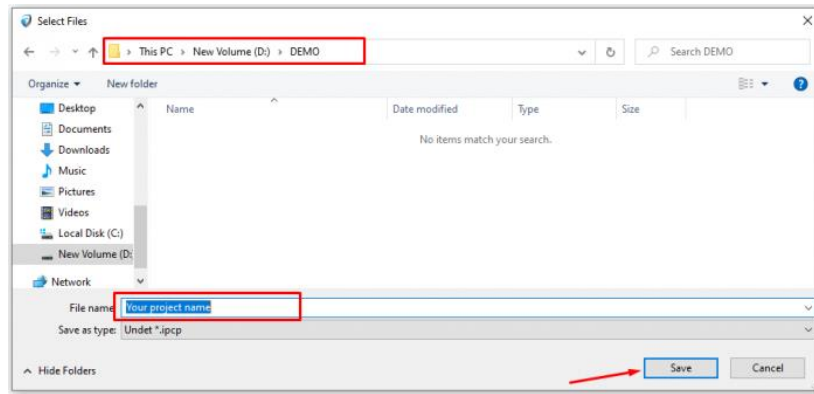 Select Files
This PC > New Volume (D:) > DEMO
Search DEMO
Organize
New folder
Name
Date modified
Type
Size
Desktop
Documents
Downloads
Music
Pictures
Videos
Local Disk (C:)
New Volume (D:
Network
No items match your search.
File name
Your project name
Save as type: Undet *.ipcp
Hide Folders
Save
Cancel